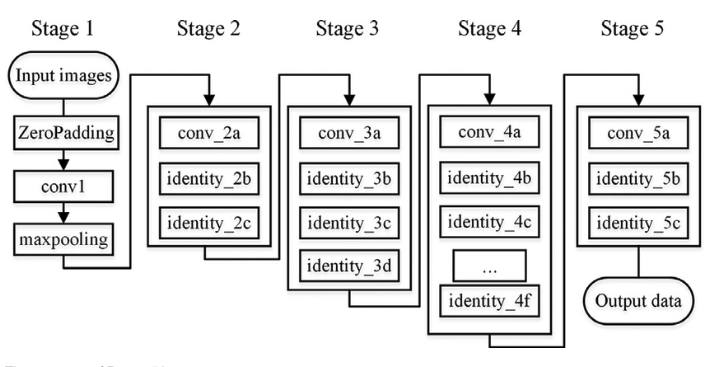 Stage 1
Stage 2
Stage 3
Stage 4
Stage 5
Input images
ZeroPadding
conv1
maxpooling
conv_2a
identity_2b
identity_2c
conv_3a
identity_3b
identity_3c
identity_3d
conv_4a
identity_4b
identity_4c
...
identity_4f
conv_5a
identity_5b
identity_5c
Output data